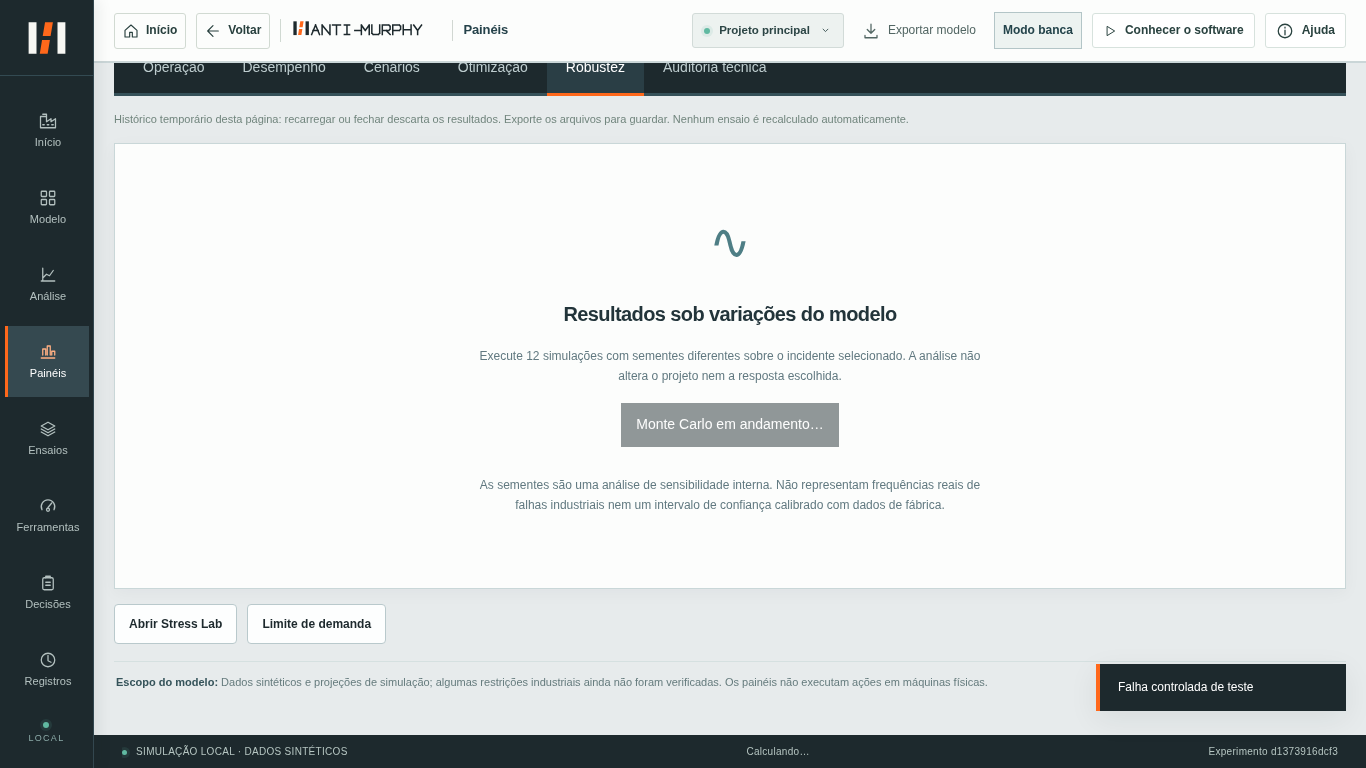 Início
Voltar
ANTI-MURPHY
Painéis
Projeto principal
Exportar modelo
Modo banca
Conhecer o software
Ajuda
Operação
Desempenho
Cenários
Otimização
Robustez
Auditoria técnica
Início
Modelo
Análise
Painéis
Ensaios
Ferramentas
Decisões
Registros
LOCAL
Histórico temporário desta página: recarregar ou fechar descarta os resultados. Exporte os arquivos para guardar. Nenhum ensaio é recalculado automaticamente.
Resultados sob variações do modelo
Execute 12 simulações com sementes diferentes sobre o incidente selecionado. A análise não
altera o projeto nem a resposta escolhida.
Monte Carlo em andamento…
As sementes são uma análise de sensibilidade interna. Não representam frequências reais de
falhas industriais nem um intervalo de confiança calibrado com dados de fábrica.
Abrir Stress Lab
Limite de demanda
Escopo do modelo: Dados sintéticos e projeções de simulação; algumas restrições industriais ainda não foram verificadas. Os painéis não executam ações em máquinas físicas.
Falha controlada de teste
SIMULAÇÃO LOCAL · DADOS SINTÉTICOS
Calculando…
Experimento d1373916dcf3